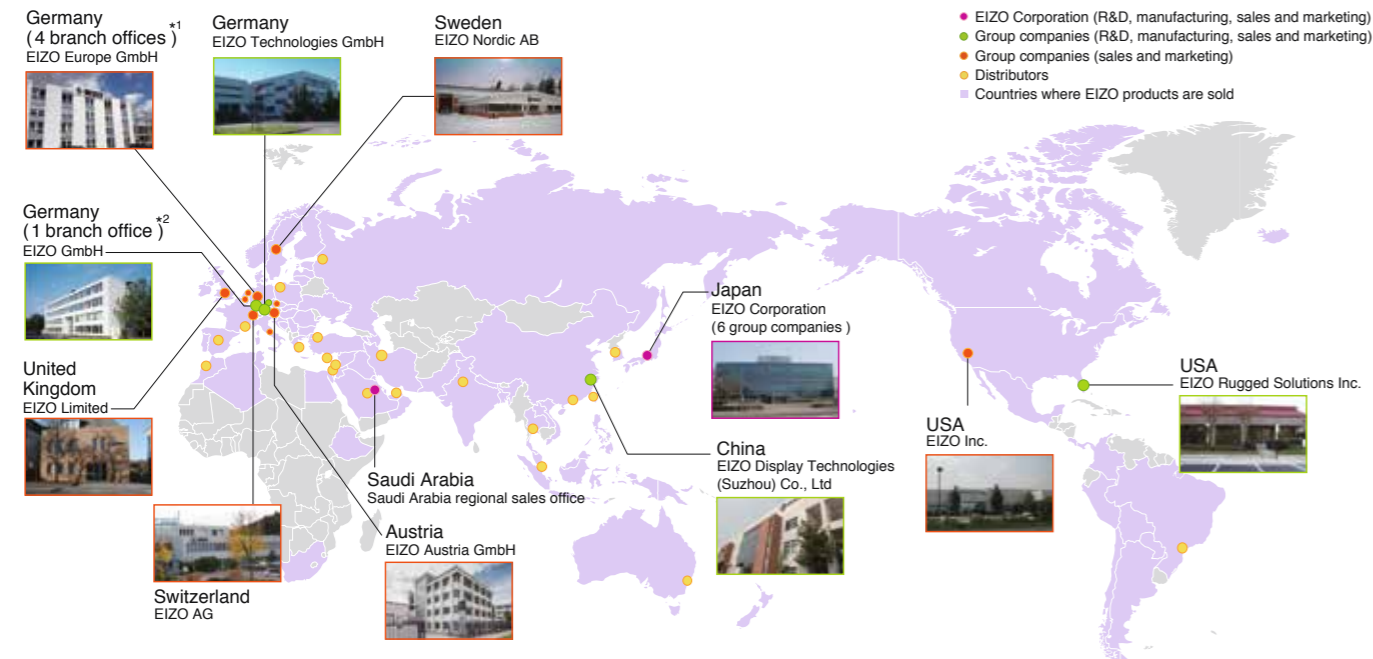 Germany
( 4 branch offices ) *1
EIZO Europe GmbH
Germany
EIZO Technologies GmbH
Sweden
EIZO Nordic AB
EIZO Corporation (R&D, manufacturing, sales and marketing)
Group companies (R&D, manufacturing, sales and marketing)
Group companies (sales and marketing)
Distributors
Countries where EIZO products are sold
Germany
( 1 branch office ) *2
EIZO GmbH
United
Kingdom
EIZO Limited
Switzerland
EIZO AG
Saudi Arabia
Saudi Arabia regional sales office
Austria
EIZO Austria GmbH
Japan
EIZO Corporation
(6 group companies )
China
EIZO Display Technologies
(Suzhou) Co., Ltd
USA
EIZO Inc.
USA
EIZO Rugged Solutions Inc.